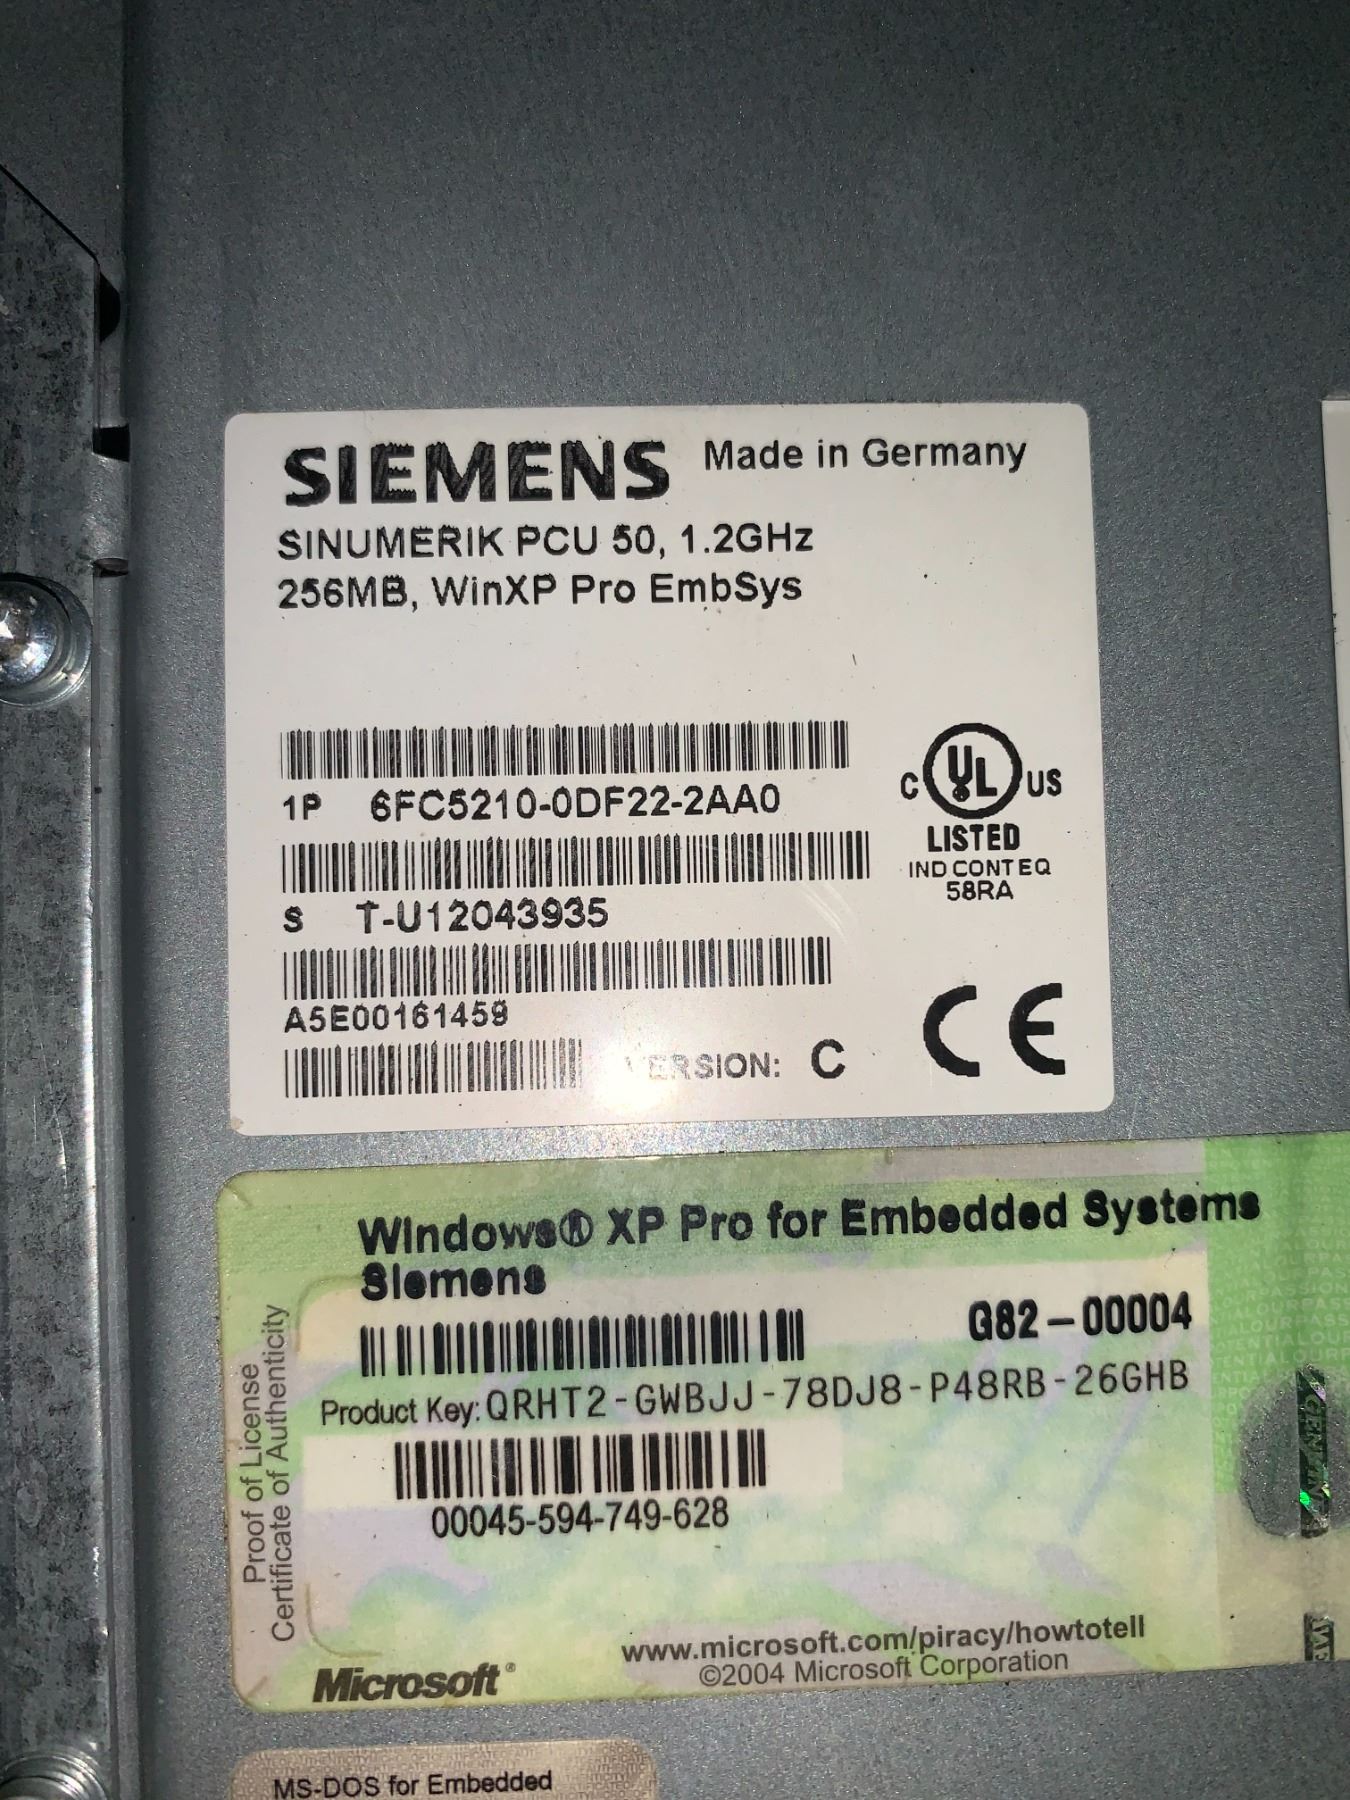 SIEMENS Made in Germany
SINUMERIK PCU 50, 1.2GHz
256MB, WinXP Pro EmbSys
1P 6FC5210-0DF22-2AA0
S T-U12043935
A5E00161459
VERSION: C
C UL US
LISTED
IND CONT EQ
58RA
CE
Windows® XP Pro for Embedded Systems
Siemens
G82-00004
Product Key: QRHT2-GWBJJ-78DJ8-P48RB-26GHB
00045-594-749-628
Proof of License
Certificate of Authenticity
www.microsoft.com/piracy/howtotell
©2004 Microsoft Corporation
Microsoft®
MS-DOS for Embedded